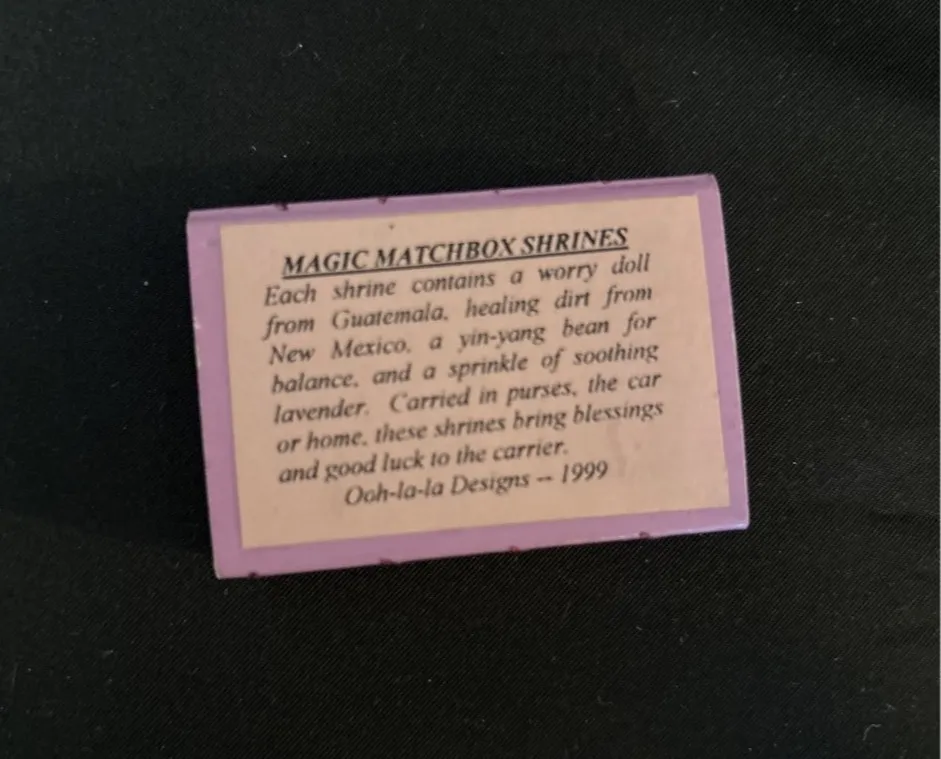 MAGIC MATCHBOX SHRINES
Each shrine contains a worry doll
from Guatemala, healing dirt from
New Mexico, a yin-yang bean for
balance, and a sprinkle of soothing
lavender. Carried in purses, the car
or home, these shrines bring blessings
and good luck to the carrier.
Ooh-la-la Designs -- 1999